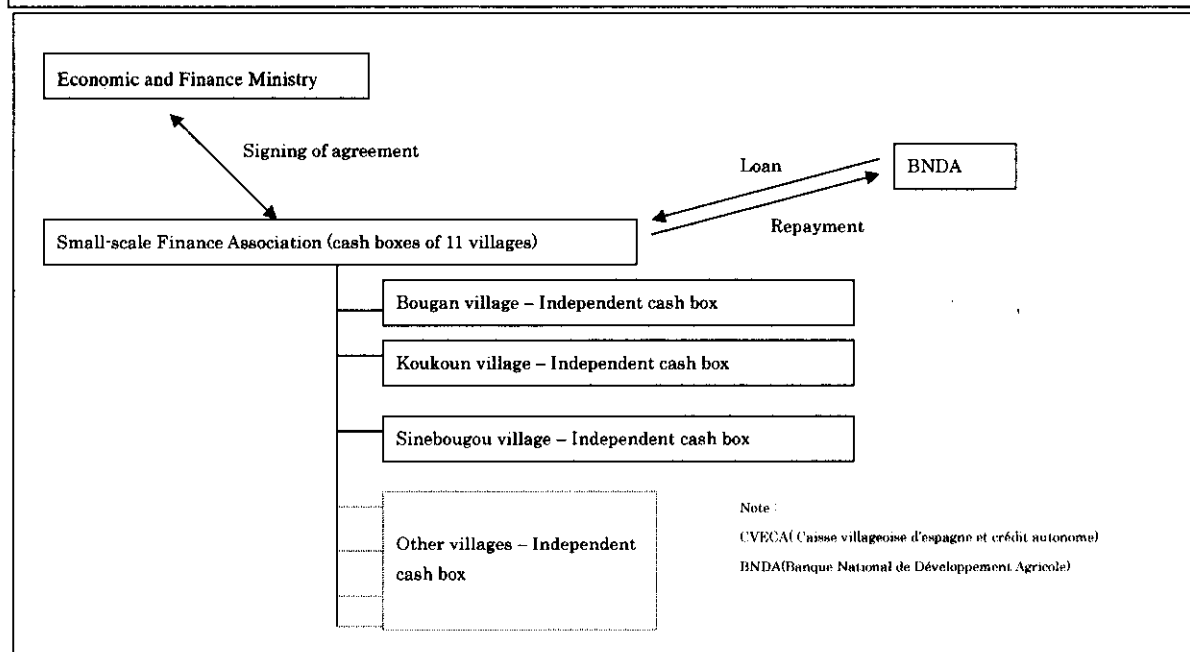 Economic and Finance Ministry
Signing of agreement
Loan
BNDA
Repayment
Small-scale Finance Association (cash boxes of 11 villages)
Bougan village – Independent cash box
Koukoun village – Independent cash box
Sinebougou village – Independent cash box
Other villages – Independent
cash box
Note :
CVECA( Caisse villageoise d'espagne et crédit autonome)
BNDA(Banque National de Développement Agricole)